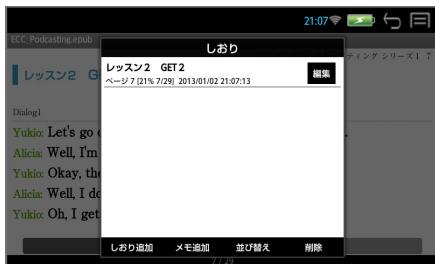 21:07
ECC_Podcasting.epub
しおり
ティング シリーズ1 7
レッスン2 GET 2
ページ 7 [21% 7/29] 2013/01/02 21:07:13
編集
レッスン2 G
Dialog1
Yukio: Let's go
Alicia: Well, I'm
Yukio: Okay, the
Alicia: Well, I do
Yukio: Oh, I get
しおり追加 メモ追加 並び替え 削除
7 / 29